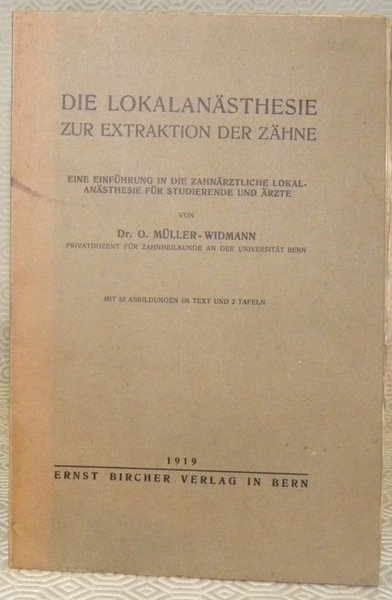 DIE LOKALANÄSTHESIE
ZUR EXTRAKTION DER ZÄHNE
EINE EINFÜHRUNG IN DIE ZAHNÄRZTLICHE LOKAL-
ANÄSTHESIE FÜR STUDIERENDE UND ÄRZTE
VON
Dr. O. MÜLLER-WIDMANN
PRIVATDOZENT FÜR ZAHNHEILKUNDE AN DER UNIVERSITÄT BERN
MIT ABBILDUNGEN IM TEXT UND 2 TAFELN
1919
ERNST BIRCHER VERLAG IN BERN